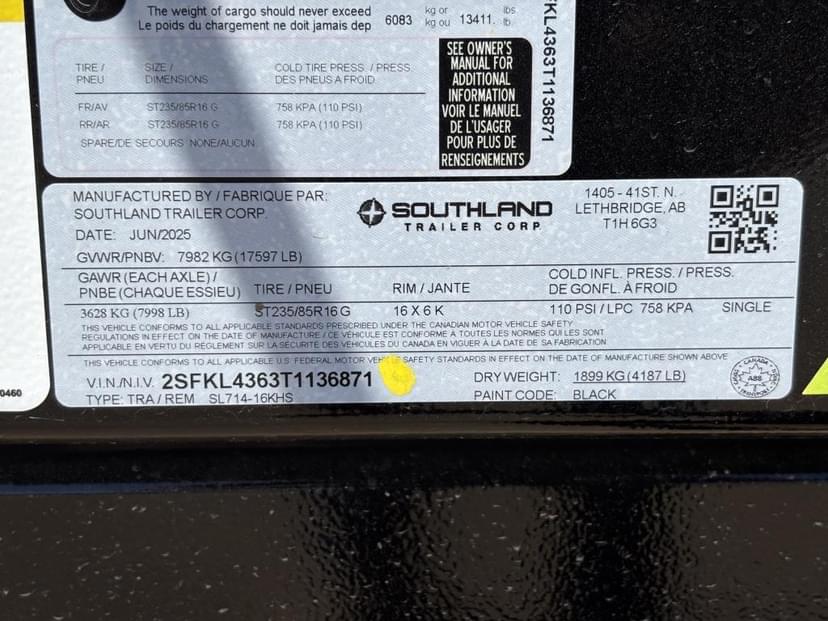 The weight of cargo should never exceed
Le poids du chargement ne doit jamais dep
6083 kg or 13411. lbs
kg ou lb.
TIRE / SIZE / COLD TIRE PRESS. / PRESS.
PNEU DIMENSIONS DES PNEUS A FROID
FR/AV ST235/85R16 G 758 KPA (110 PSI)
RR/AR ST235/85R16 G 758 KPA (110 PSI)
SPARE/DE SECOURS NONE/AUCUN
SEE OWNER'S
MANUAL FOR
ADDITIONAL
INFORMATION
VOIR LE MANUEL
DE L'USAGER
POUR PLUS DE
RENSEIGNEMENTS
FKL4363T1136871
MANUFACTURED BY / FABRIQUE PAR:
SOUTHLAND TRAILER CORP.
DATE: JUN/2025
SOUTHLAND
TRAILER CORP
1405 - 41ST. N.
LETHBRIDGE, AB
T1H 6G3
GVWR/PNBV: 7982 KG (17597 LB)
GAWR (EACH AXLE) / TIRE / PNEU RIM / JANTE COLD INFL. PRESS. / PRESS.
PNBE (CHAQUE ESSIEU) DE GONFL. À FROID
3628 KG (7998 LB) ST235/85R16 G 16 X 6 K 110 PSI / LPC 758 KPA SINGLE
THIS VEHICLE CONFORMS TO ALL APPLICABLE STANDARDS PRESCRIBED UNDER THE CANADIAN MOTOR VEHICLE SAFETY
REGULATIONS IN EFFECT ON THE DATE OF MANUFACTURE / CE VÉHICULE EST CONFORME À TOUTES LES NORMES QUI LES SONT
APPLICABLE EN VERTU DU RÈGLEMENT SUR LA SÉCURITÉ DES VÉHICULES DU CANADA EN VIGUER À LA DATE DE SA FABRICATION
THIS VEHICLE CONFORMS TO ALL APPLICABLE U.S. FEDERAL MOTOR VEHICLE SAFETY STANDARDS IN EFFECT ON THE DATE OF MANUFACTURE SHOWN ABOVE
V.I.N./N.I.V. 2SFKL4363T1136871 DRY WEIGHT: 1899 KG (4187 LB)
TYPE: TRA / REM SL714-16KHS PAINT CODE: BLACK
CANADA
ABB
TRANSPORT
0460